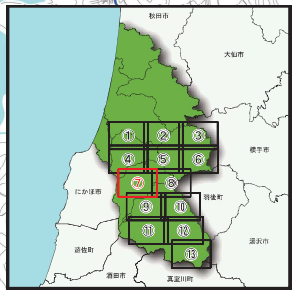 秋田市
大仙市
① ② ③
横手市
④ ⑤ ⑥
⑦ ⑧
にかほ市
羽後町
⑨ ⑩
⑪ ⑫
湯沢市
遊佐町
⑬
酒田市
真室川町